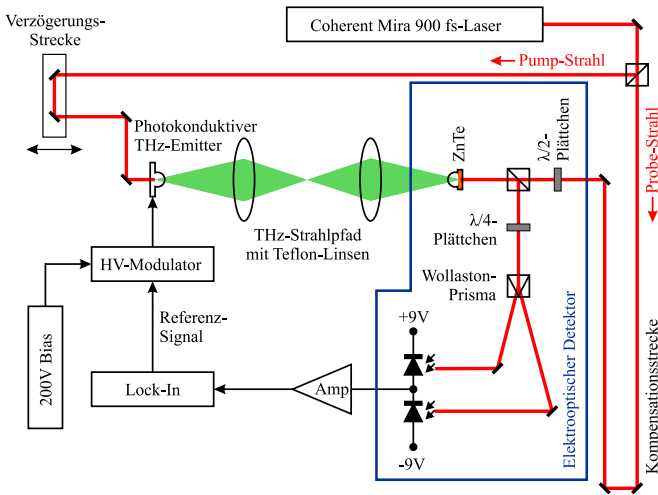 Verzögerungs-
Strecke
Coherent Mira 900 fs-Laser
Pump-Strahl
Photokonduktiver
THz-Emitter
ZnTe
λ/2-
Plättchen
Probe-Strahl
THz-Strahlpfad
mit Teflon-Linsen
λ/4-
Plättchen
HV-Modulator
Wollaston-
Prisma
200V Bias
Referenz-
Signal
+9V
Lock-In
Amp
-9V
Elektrooptischer Detektor
Kompensationsstrecke